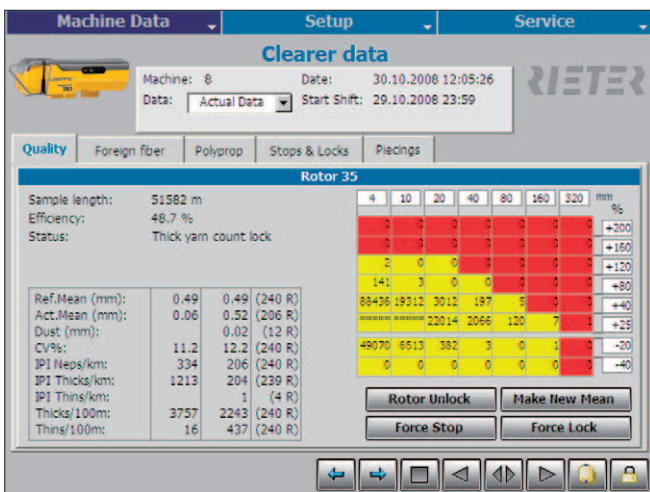 Machine Data Setup Service
Clearer data
Machine: 8 Date: 30.10.2008 12:05:26
Data: Actual Data Start Shift: 29.10.2008 23:59
RIETER
Quality Foreign fiber Polyprop Stops & Locks Piecings
Rotor 35
Sample length: 51582 m
Efficiency: 48.7 %
Status: Thick yarn count lock
4 10 20 40 80 160 320 mm
%
0 0 0 0 0 0 0 +200
0 0 0 0 0 0 0 +160
2 0 0 0 0 0 0 +120
141 3 0 0 0 0 0 +80
88436 19312 3012 197 5 0 0 +40
22014 2066 120 7 1 +25
49070 6513 382 3 0 1 0 -20
0 0 0 0 0 0 0 -40
Ref.Mean (mm): 0.49 0.49 (240 R)
Act.Mean (mm): 0.06 0.52 (206 R)
Dust (mm): 0.02 (12 R)
CV%: 11.2 12.2 (240 R)
IPI Neps/km: 334 206 (240 R)
IPI Thicks/km: 1213 204 (239 R)
IPI Thins/km: 1 (4 R)
Thicks/100m: 3757 2243 (240 R)
Thins/100m: 16 437 (240 R)
Rotor Unlock Make New Mean
Force Stop Force Lock